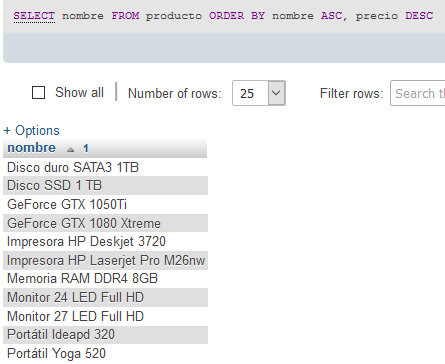 SELECT nombre FROM producto ORDER BY nombre ASC, precio DESC
Show all Number of rows: 25 Filter rows: Search th
+ Options
nombre 1
Disco duro SATA3 1TB
Disco SSD 1 TB
GeForce GTX 1050Ti
GeForce GTX 1080 Xtreme
Impresora HP Deskjet 3720
Impresora HP Laserjet Pro M26nw
Memoria RAM DDR4 8GB
Monitor 24 LED Full HD
Monitor 27 LED Full HD
Portátil Ideapd 320
Portátil Yoga 520